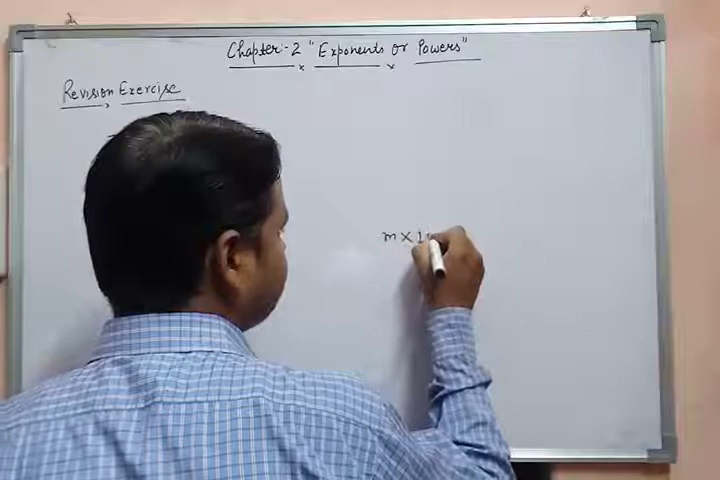 Chapter-2 "Exponents or Powers"
Revision Exercise
m × 1